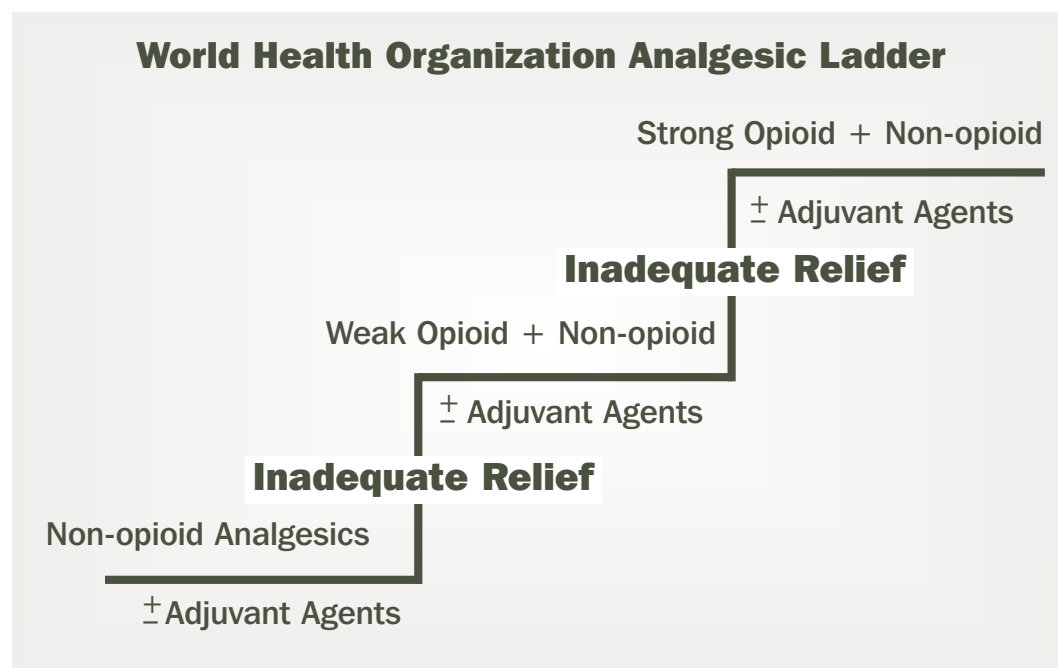 World Health Organization Analgesic Ladder
Strong Opioid + Non-opioid
± Adjuvant Agents
Inadequate Relief
Weak Opioid + Non-opioid
± Adjuvant Agents
Inadequate Relief
Non-opioid Analgesics
± Adjuvant Agents